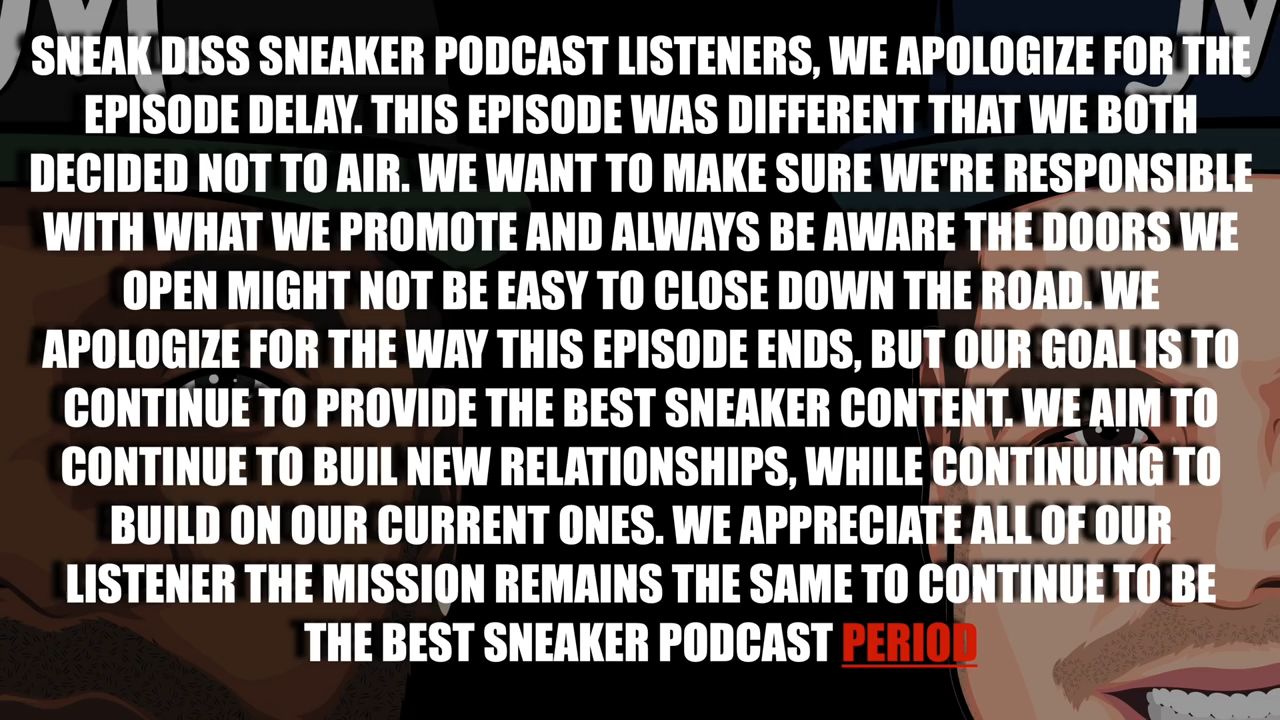 SNEAK DISS SNEAKER PODCAST LISTENERS, WE APOLOGIZE FOR THE
EPISODE DELAY. THIS EPISODE WAS DIFFERENT THAT WE BOTH
DECIDED NOT TO AIR. WE WANT TO MAKE SURE WE'RE RESPONSIBLE
WITH WHAT WE PROMOTE AND ALWAYS BE AWARE THE DOORS WE
OPEN MIGHT NOT BE EASY TO CLOSE DOWN THE ROAD. WE
APOLOGIZE FOR THE WAY THIS EPISODE ENDS, BUT OUR GOAL IS TO
CONTINUE TO PROVIDE THE BEST SNEAKER CONTENT. WE AIM TO
CONTINUE TO BUIL NEW RELATIONSHIPS, WHILE CONTINUING TO
BUILD ON OUR CURRENT ONES. WE APPRECIATE ALL OF OUR
LISTENER THE MISSION REMAINS THE SAME TO CONTINUE TO BE
THE BEST SNEAKER PODCAST PERIOD